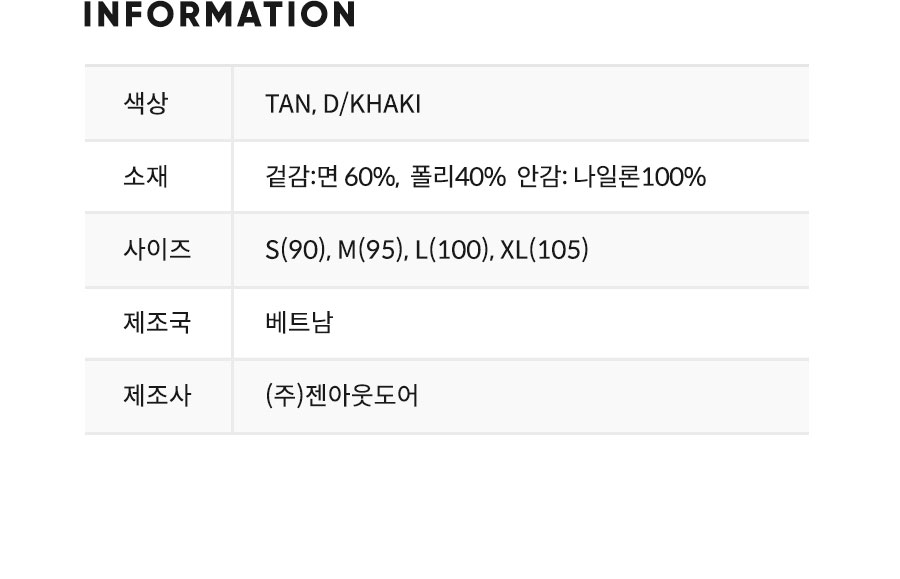 INFORMATION
색상 TAN, D/KHAKI
소재 겉감:면 60%, 폴리40% 안감: 나일론100%
사이즈 S(90), M(95), L(100), XL(105)
제조국 베트남
제조사 (주)젠아웃도어